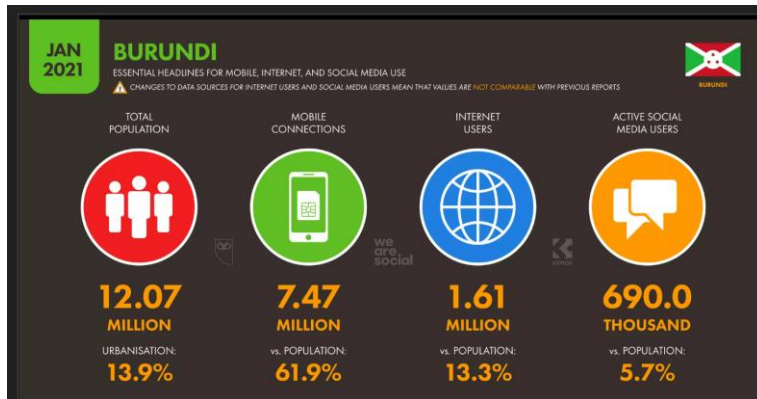 JAN
2021
BURUNDI
ESSENTIAL HEADLINES FOR MOBILE, INTERNET, AND SOCIAL MEDIA USE
CHANGES TO DATA SOURCES FOR INTERNET USERS AND SOCIAL MEDIA USERS MEAN THAT VALUES ARE NOT COMPARABLE WITH PREVIOUS REPORTS
BURUNDI
TOTAL
POPULATION
MOBILE
CONNECTIONS
INTERNET
USERS
ACTIVE SOCIAL
MEDIA USERS
we
are
social
KEPIOS
12.07
MILLION
URBANISATION:
13.9%
7.47
MILLION
vs. POPULATION:
61.9%
1.61
MILLION
vs. POPULATION:
13.3%
690.0
THOUSAND
vs. POPULATION:
5.7%